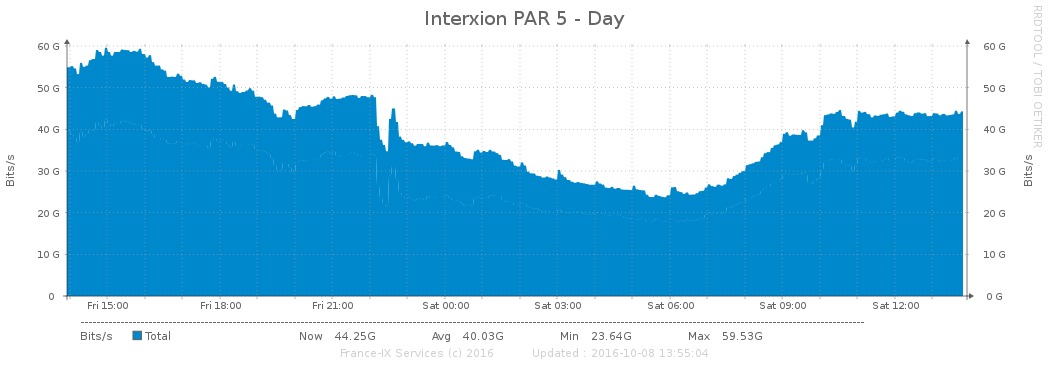 Interxion PAR 5 - Day
RRDTOOL / TOBI OETIKER
Bits/s
60 G 60 G
50 G 50 G
40 G 40 G
30 G 30 G
20 G 20 G
10 G 10 G
0 0 G
Bits/s
Fri 15:00 Fri 18:00 Fri 21:00 Sat 00:00 Sat 03:00 Sat 06:00 Sat 09:00 Sat 12:00
Bits/s Total Now 44.25G Avg 40.03G Min 23.64G Max 59.53G
France-IX Services (c) 2016 Updated : 2016-10-08 13:55:04